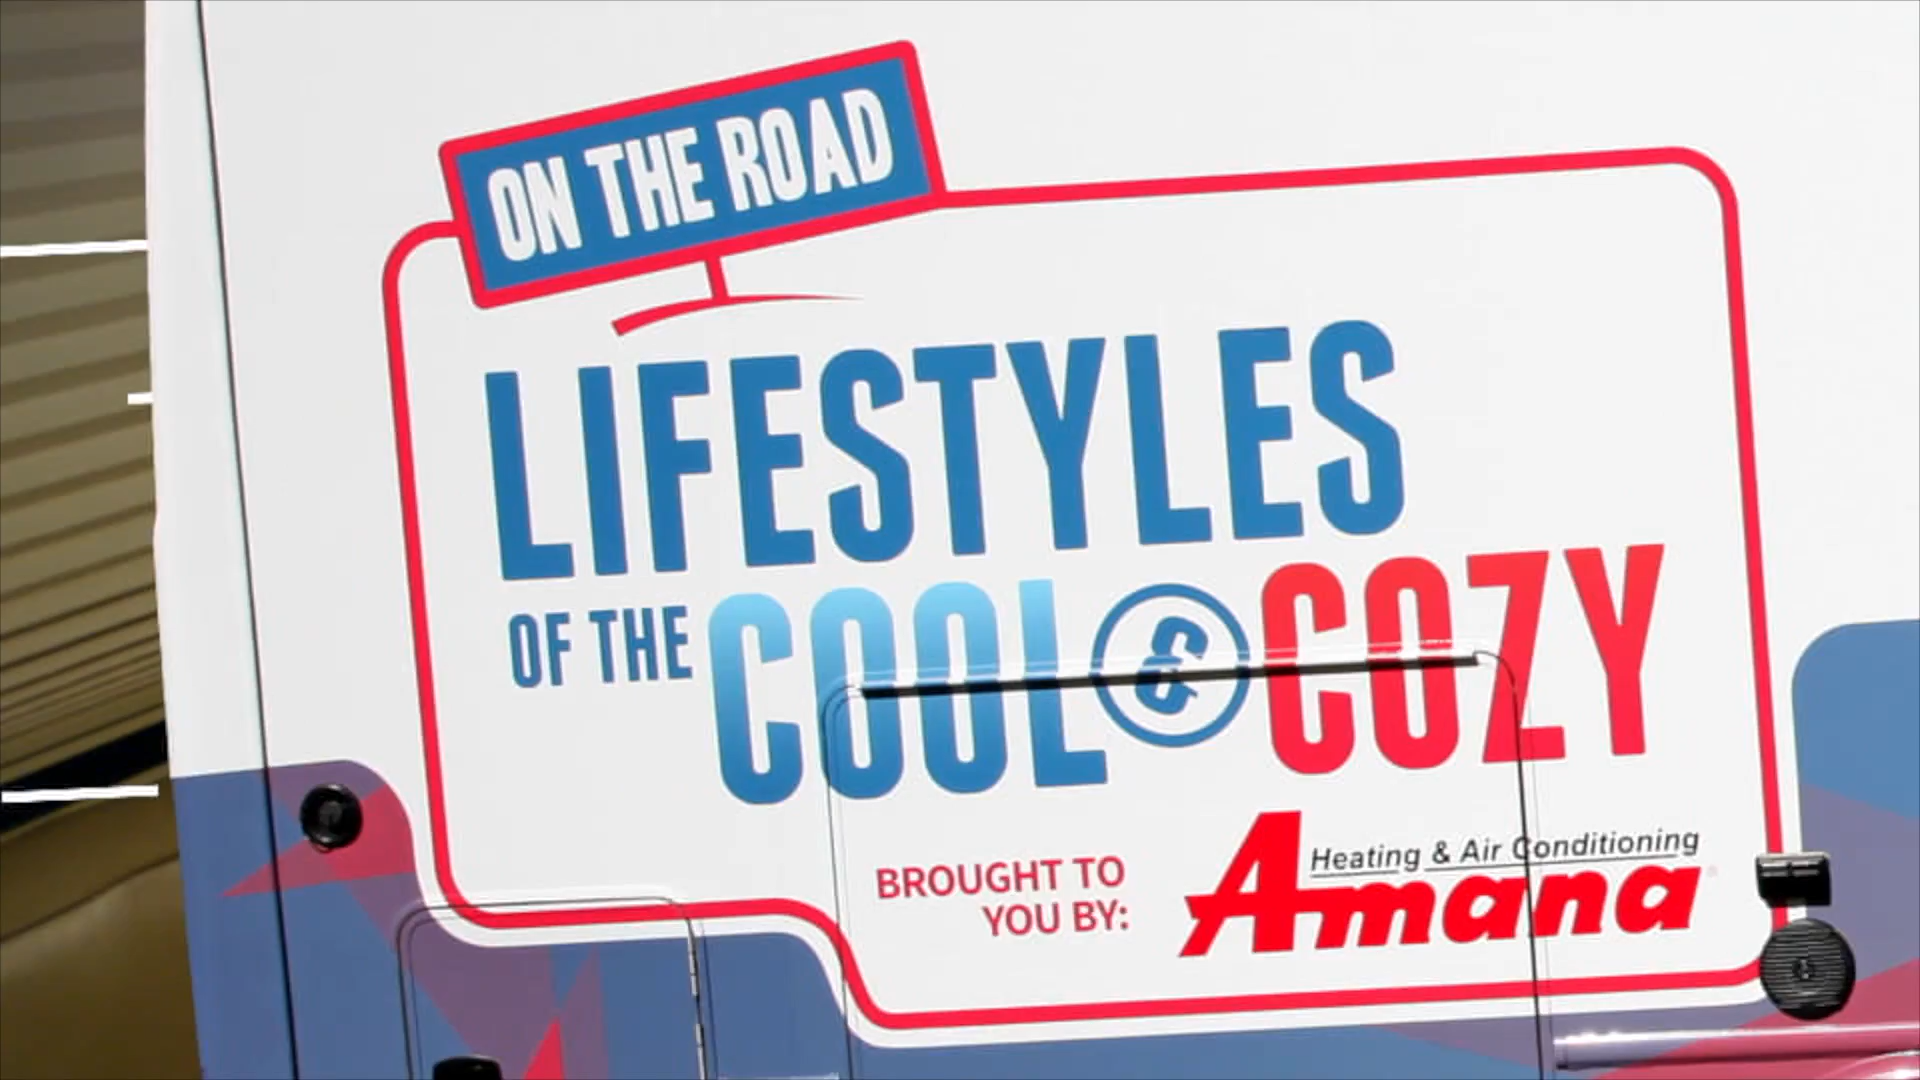 ON THE ROAD
LIFESTYLES
OF THE COOL & COZY
BROUGHT TO
YOU BY:
Heating & Air Conditioning
Amana